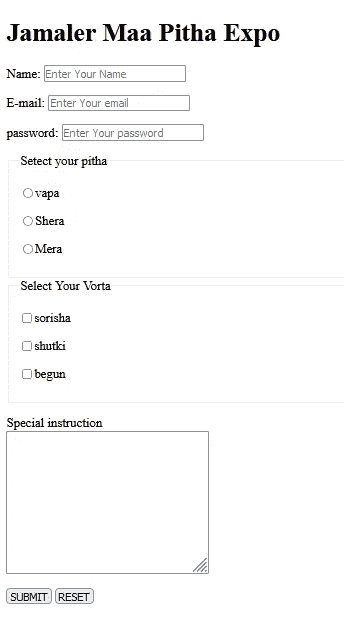 Jamaler Maa Pitha Expo
Name: Enter Your Name
E-mail: Enter Your email
password: Enter Your password
Setect your pitha
vapa
Shera
Mera
Select Your Vorta
sorisha
shutki
begun
Special instruction
SUBMIT RESET